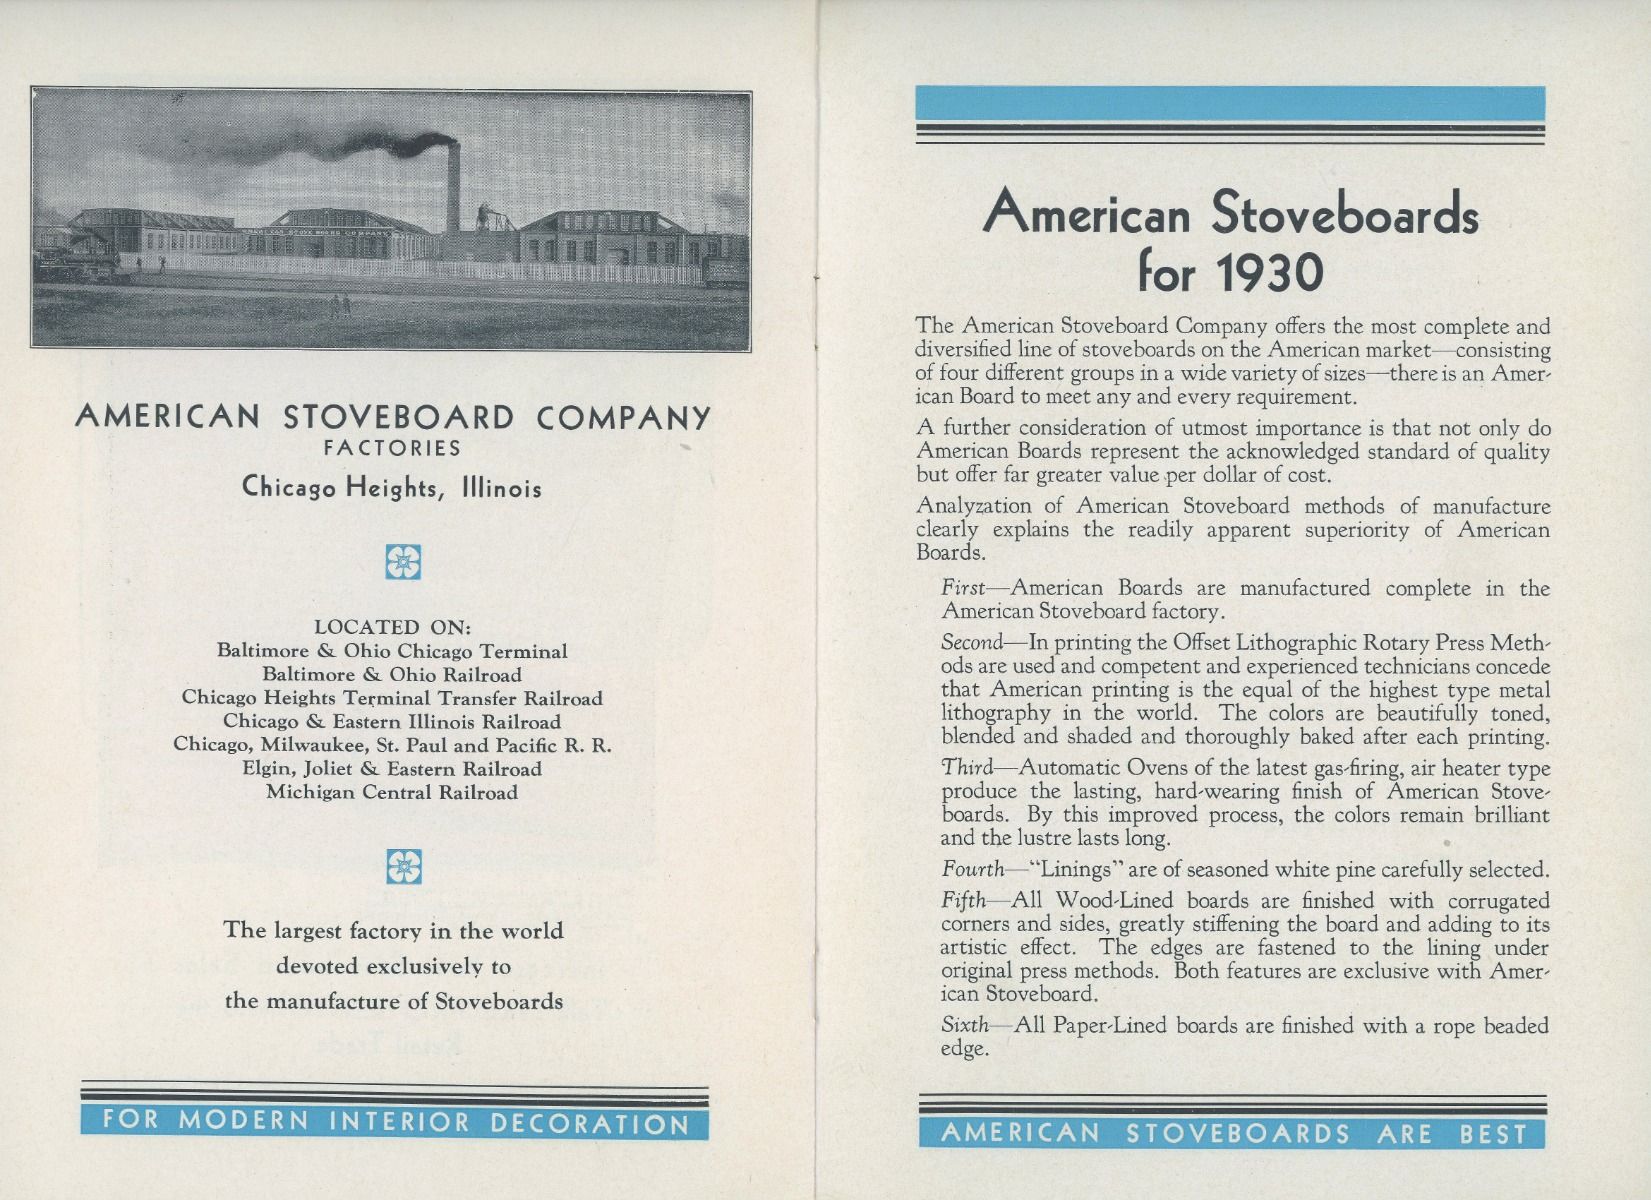 AMERICAN STOVEBOARD COMPANY
FACTORIES
Chicago Heights, Illinois
LOCATED ON:
Baltimore & Ohio Chicago Terminal
Baltimore & Ohio Railroad
Chicago Heights Terminal Transfer Railroad
Chicago & Eastern Illinois Railroad
Chicago, Milwaukee, St. Paul and Pacific R. R.
Elgin, Joliet & Eastern Railroad
Michigan Central Railroad
The largest factory in the world
devoted exclusively to
the manufacture of Stoveboards
FOR MODERN INTERIOR DECORATION
American Stoveboards
for 1930
The American Stoveboard Company offers the most complete and
diversified line of stoveboards on the American market—consisting
of four different groups in a wide variety of sizes—there is an Amer-
ican Board to meet any and every requirement.
A further consideration of utmost importance is that not only do
American Boards represent the acknowledged standard of quality
but offer far greater value per dollar of cost.
Analyzation of American Stoveboard methods of manufacture
clearly explains the readily apparent superiority of American
Boards.
First—American Boards are manufactured complete in the
American Stoveboard factory.
Second—In printing the Offset Lithographic Rotary Press Meth-
ods are used and competent and experienced technicians concede
that American printing is the equal of the highest type metal
lithography in the world. The colors are beautifully toned,
blended and shaded and thoroughly baked after each printing.
Third—Automatic Ovens of the latest gas-firing, air heater type
produce the lasting, hard-wearing finish of American Stove-
boards. By this improved process, the colors remain brilliant
and the lustre lasts long.
Fourth—"Linings" are of seasoned white pine carefully selected.
Fifth—All Wood-Lined boards are finished with corrugated
corners and sides, greatly stiffening the board and adding to its
artistic effect. The edges are fastened to the lining under
original press methods. Both features are exclusive with Amer-
ican Stoveboard.
Sixth—All Paper-Lined boards are finished with a rope beaded
edge.
AMERICAN STOVEBOARDS ARE BEST